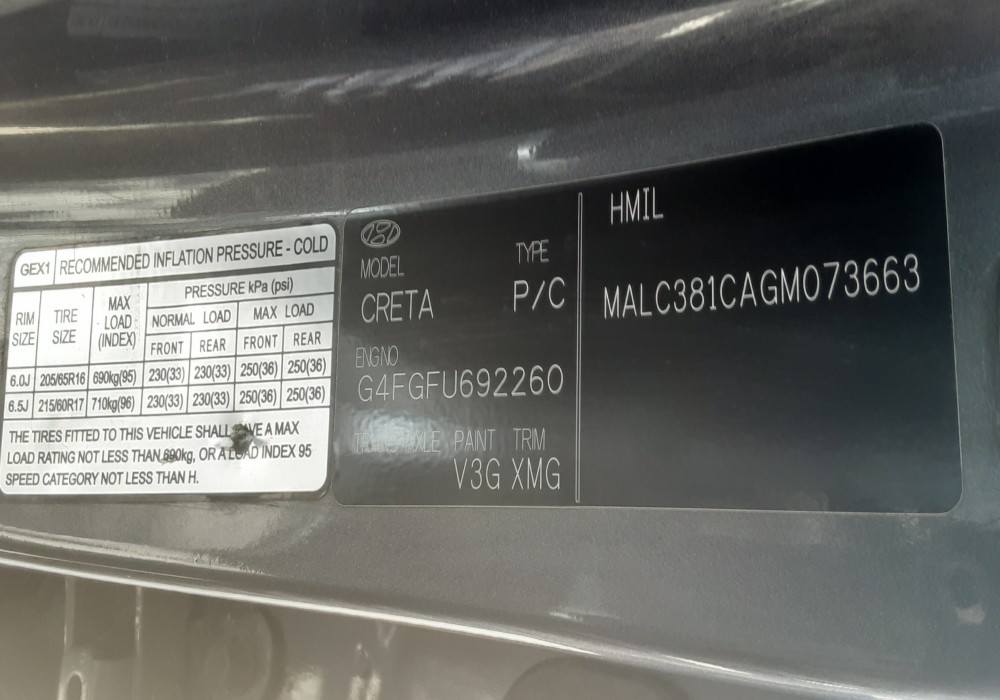 GEX1 RECOMMENDED INFLATION PRESSURE - COLD
RIM SIZE TIRE SIZE MAX LOAD (INDEX) PRESSURE kPa (psi)
NORMAL LOAD MAX LOAD
FRONT REAR FRONT REAR
6.0J 205/65R16 690kg(95) 230(33) 230(33) 250(36) 250(36)
6.5J 215/60R17 710kg(96) 230(33) 230(33) 250(36) 250(36)
THE TIRES FITTED TO THIS VEHICLE SHALL HAVE A MAX
LOAD RATING NOT LESS THAN 690kg, OR A LOAD INDEX 95
SPEED CATEGORY NOT LESS THAN H.
MODEL TYPE
CRETA P/C
ENGNO
G4FGFU692260
TRANSAXLE PAINT TRIM
V3G XMG
HMIL
MALC381CAGM073663